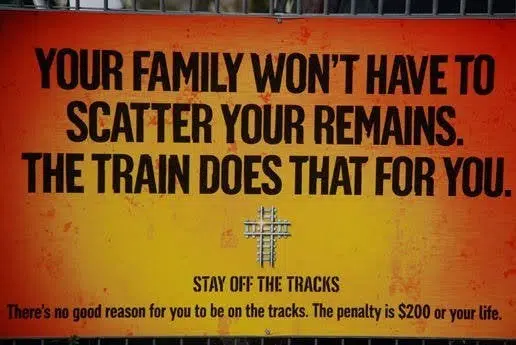 YOUR FAMILY WON'T HAVE TO
SCATTER YOUR REMAINS.
THE TRAIN DOES THAT FOR YOU.
STAY OFF THE TRACKS
There's no good reason for you to be on the tracks. The penalty is $200 or your life.